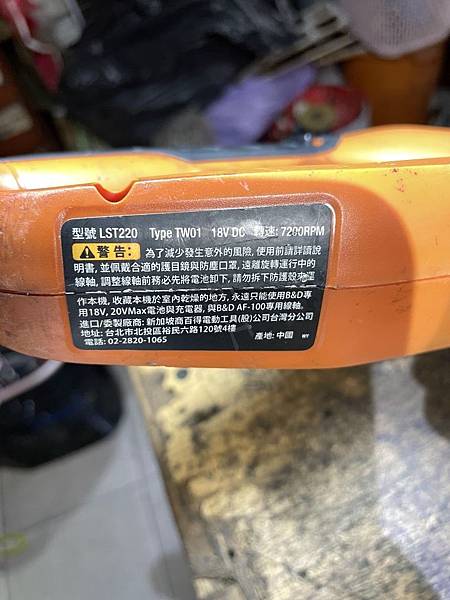 型號 LST220 Type TW01 18V DC 轉速: 7200RPM
警告: 為了減少發生意外的風險, 使用前請詳讀說
明書, 並佩戴合適的護目鏡與防塵口罩, 遠離旋轉運行中的
線軸, 調整線軸前務必先將電池卸下, 請勿拆下防護殼來運
作本機, 收藏本機於室內乾燥的地方, 永遠只能使用B&D專
用18V, 20VMax電池與充電器, 與B&D AF-100專用線軸。
進口/委製廠商: 新加坡商百得電動工具(股)公司台灣分公司
地址: 台北市北投區裕民六路120號4樓 產地: 中國
電話: 02-2820-1065